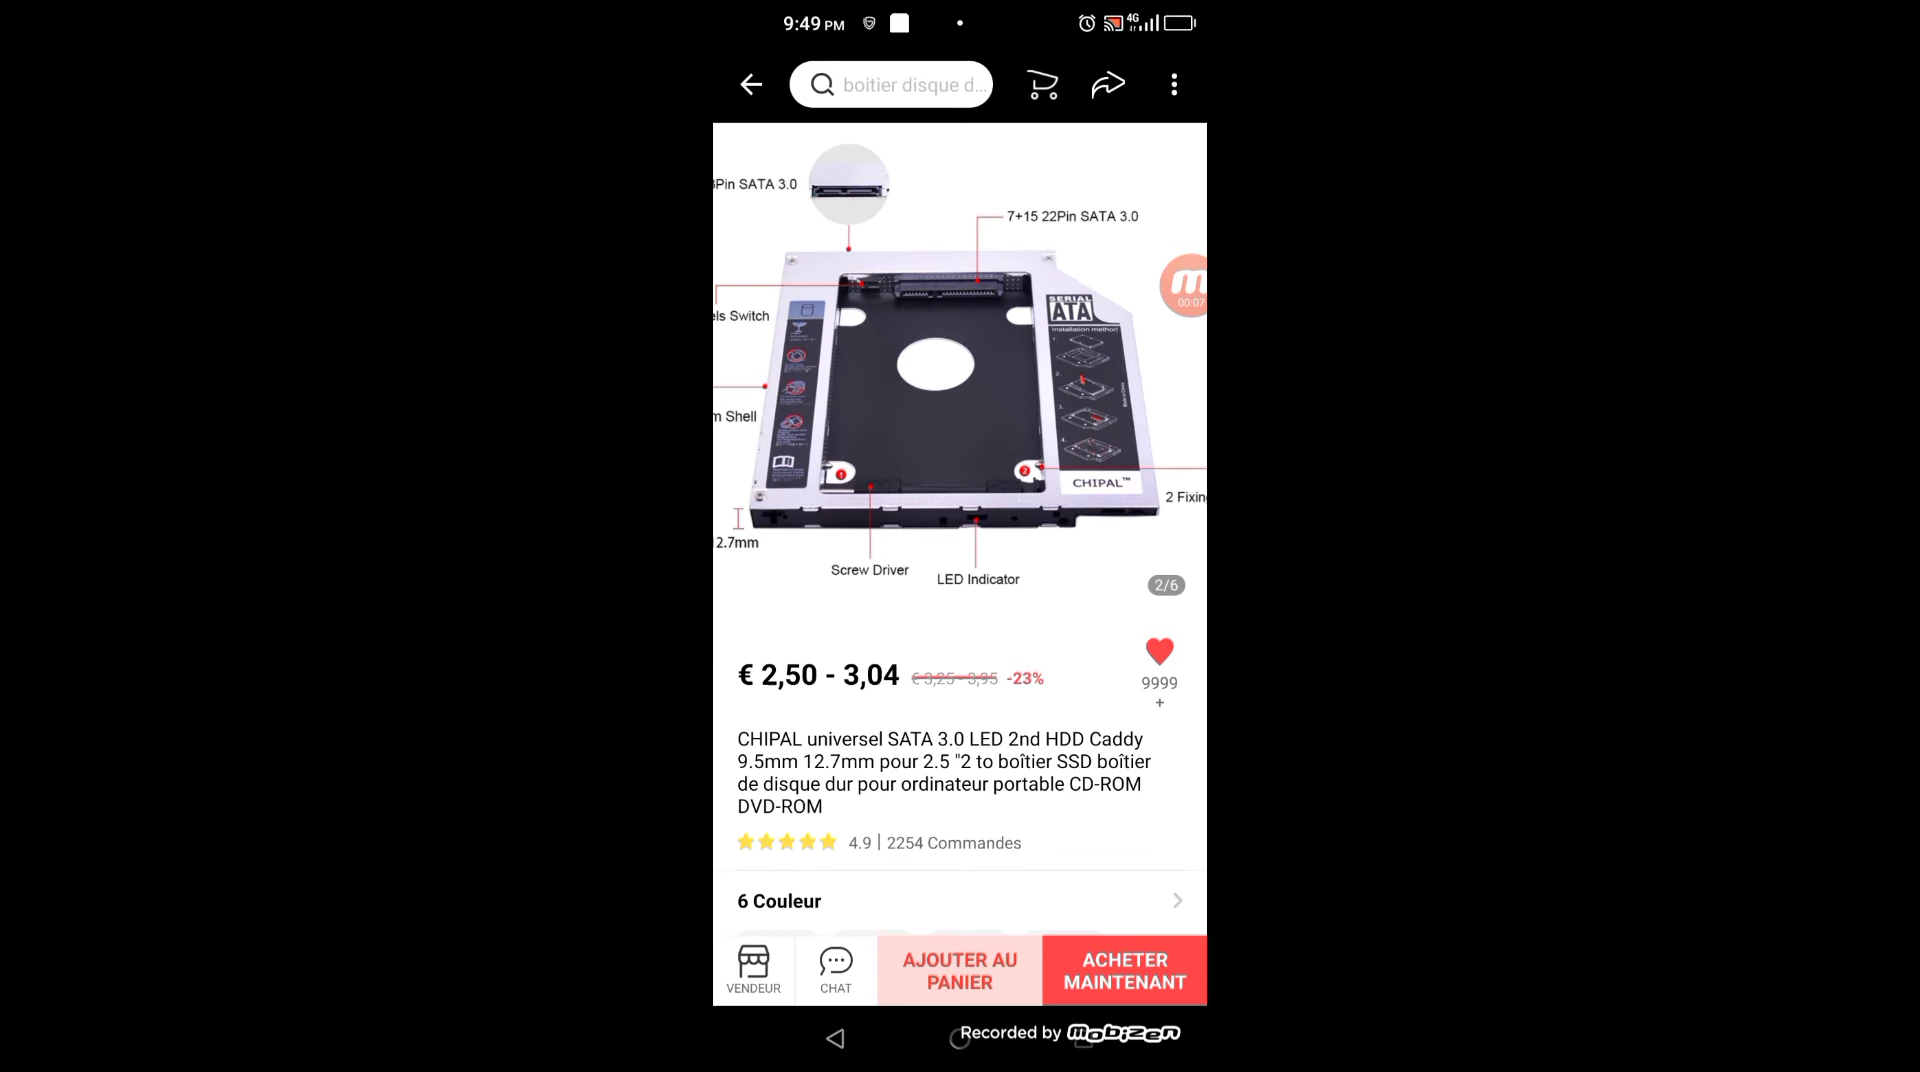 9:49 PM
4G
boitier disque d...
Pin SATA 3.0
7+15 22Pin SATA 3.0
00:07
SERIAL
ATA
Installation method
els Switch
m Shell
CHIPAL™
2 Fixing
2.7mm
Screw Driver
LED Indicator
2/6
€ 2,50 - 3,04 € 3,25 - 3,95 -23%
9999
+
CHIPAL universel SATA 3.0 LED 2nd HDD Caddy
9.5mm 12.7mm pour 2.5 "2 to boîtier SSD boîtier
de disque dur pour ordinateur portable CD-ROM
DVD-ROM
4.9 | 2254 Commandes
6 Couleur
VENDEUR
CHAT
AJOUTER AU
PANIER
ACHETER
MAINTENANT
Recorded by Mobizen